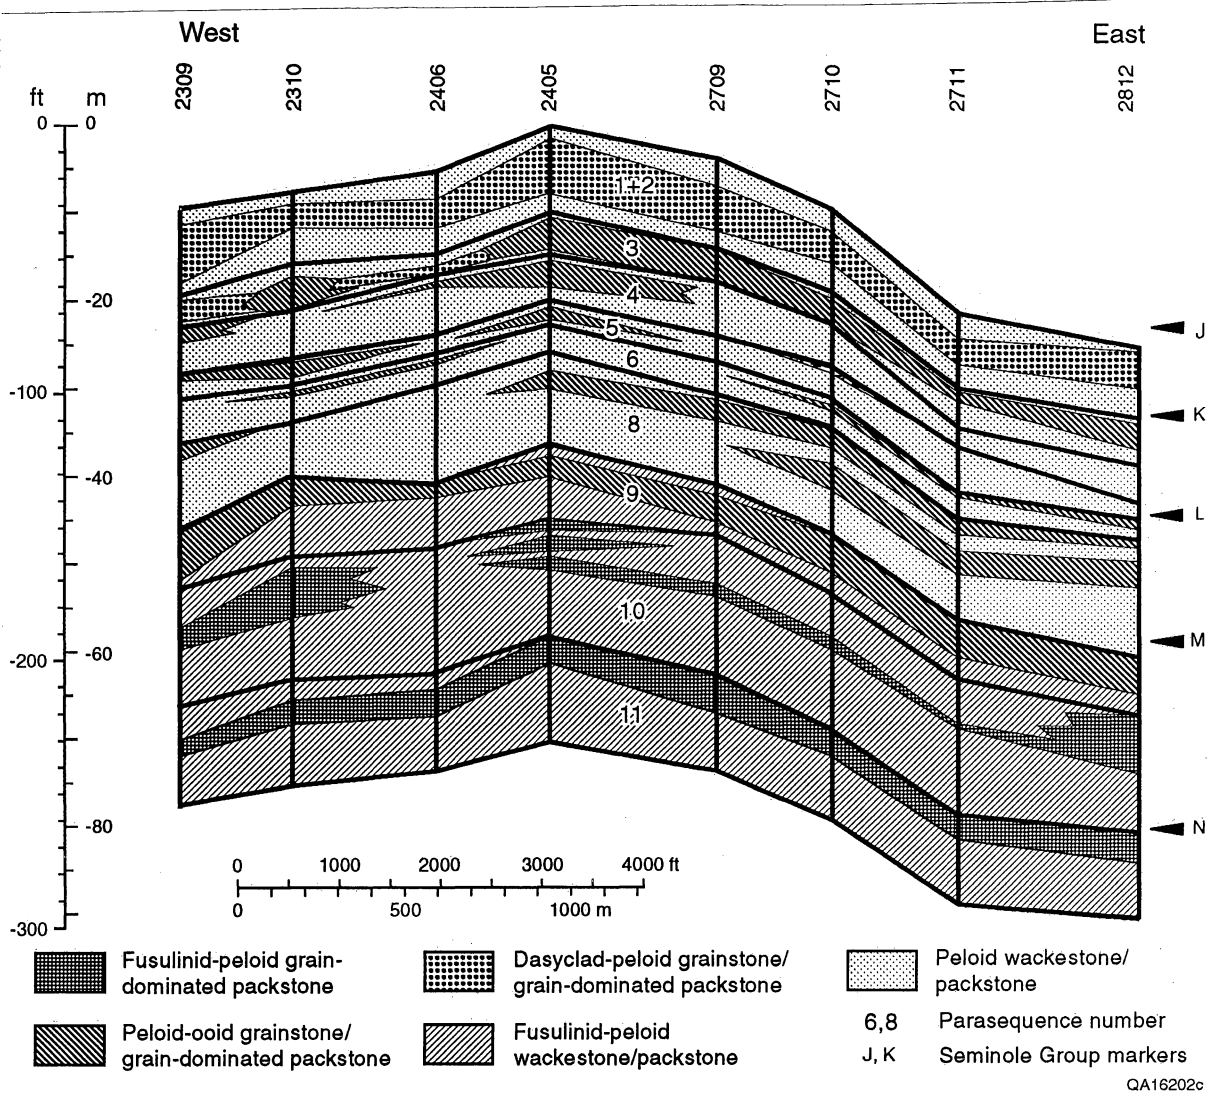 West East
2309 2310 2406 2405 2709 2710 2711 2812
ft m
0 0
-20
-100
-40
-200 -60
-80
-300
1+2
3
4
5
6
8
9
10
11
J
K
L
M
N
0 1000 2000 3000 4000 ft
0 500 1000 m
Fusulinid-peloid grain-
dominated packstone
Peloid-ooid grainstone/
grain-dominated packstone
Dasyclad-peloid grainstone/
grain-dominated packstone
Fusulinid-peloid
wackestone/packstone
Peloid wackestone/
packstone
6,8 Parasequence number
J, K Seminole Group markers
QA16202c